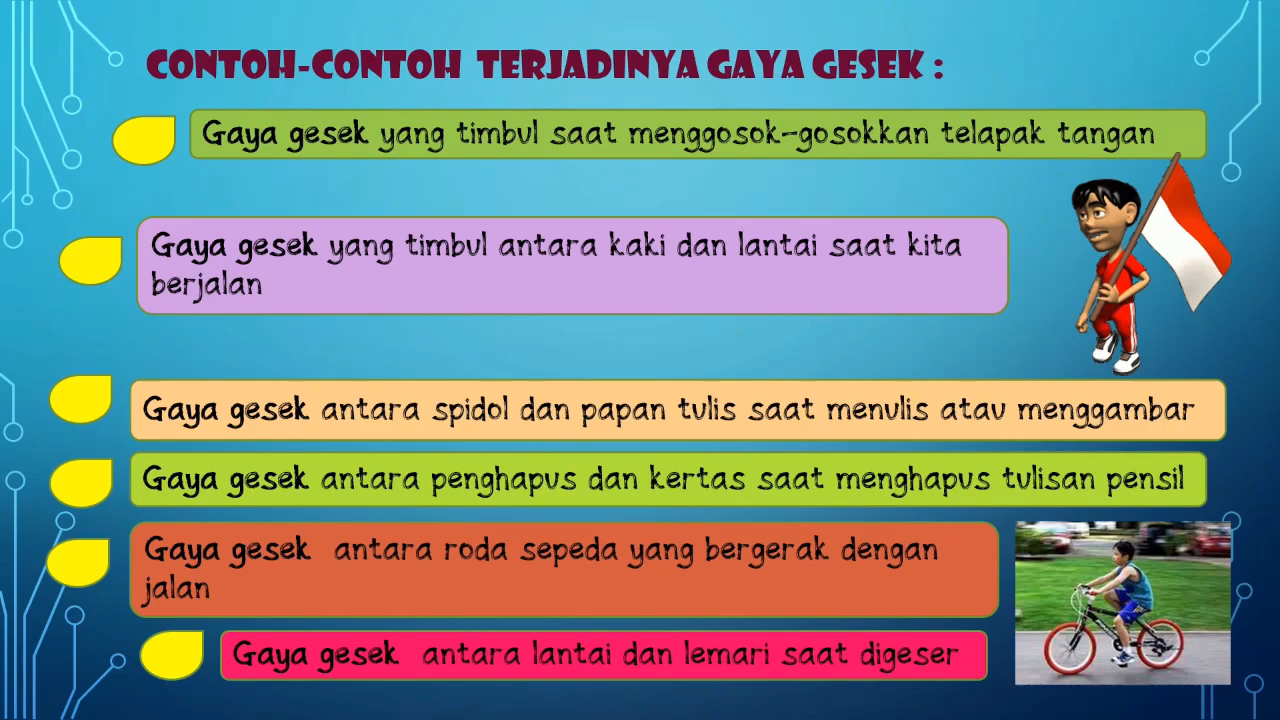 CONTOH-CONTOH TERJADINYA GAYA GESEK :
Gaya gesek yang timbul saat menggosok-gosokkan telapak tangan
Gaya gesek yang timbul antara kaki dan lantai saat kita
berjalan
Gaya gesek antara spidol dan papan tulis saat menulis atau menggambar
Gaya gesek antara penghapus dan kertas saat menghapus tulisan pensil
Gaya gesek antara roda sepeda yang bergerak dengan
jalan
Gaya gesek antara lantai dan lemari saat digeser